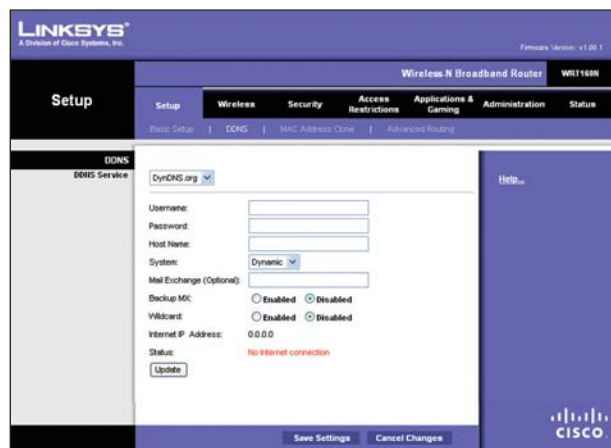 LINKSYS®
A Division of Cisco Systems, Inc.
Firmware Version: v1.00.1
Wireless-N Broadband Router WRT160N
Setup
Setup Wireless Security Access Restrictions Applications & Gaming Administration Status
Basic Setup | DDNS | MAC Address Clone | Advanced Routing
DDNS
DDNS Service
DynDNS.org
Help...
Username:
Password:
Host Name:
System: Dynamic
Mail Exchange (Optional):
Backup MX: Enabled Disabled
Wildcard: Enabled Disabled
Internet IP Address: 0.0.0.0
Status: No Internet connection
Update
Save Settings Cancel Changes
CISCO